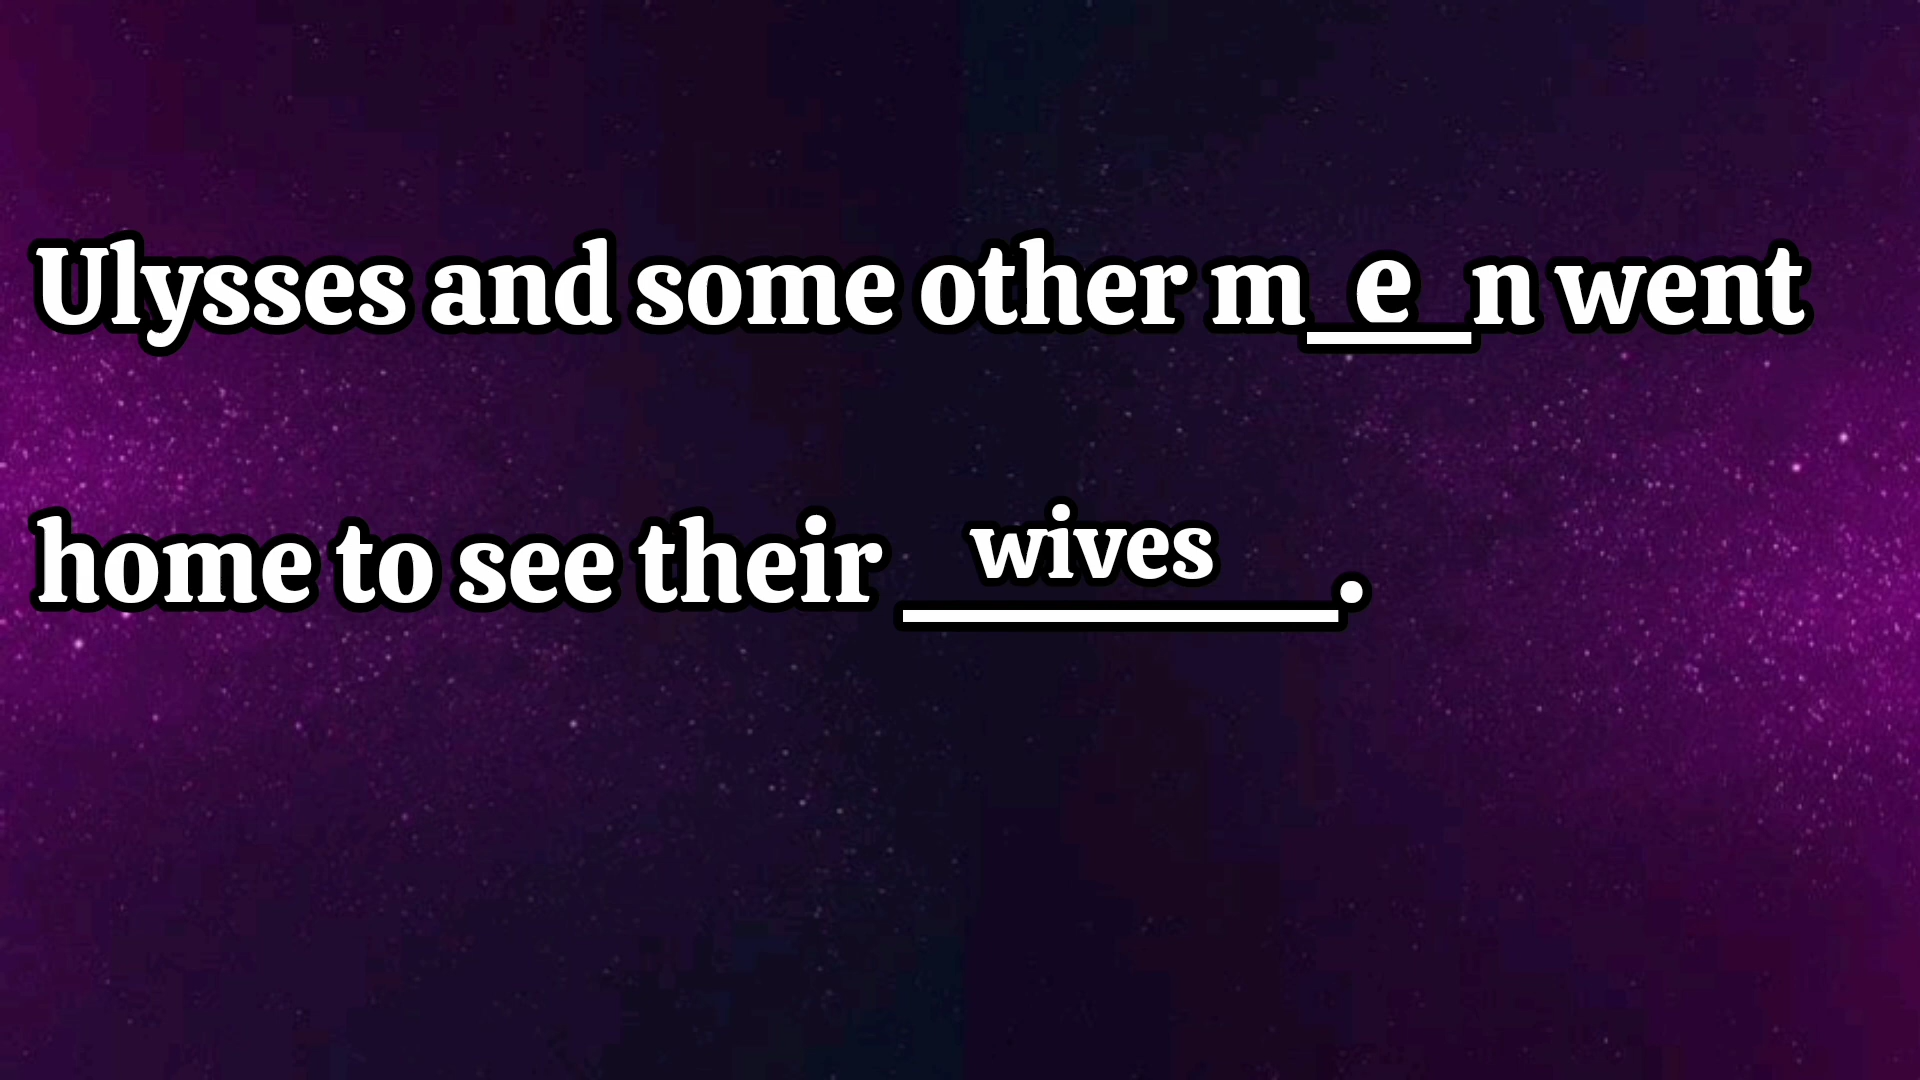 Ulysses and some other m_e_n went
home to see their wives.